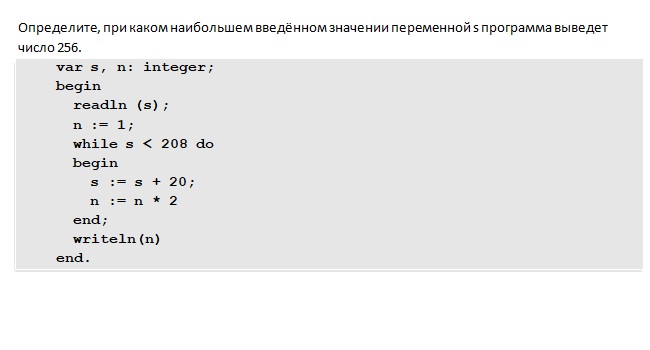 Определите, при каком наибольшем введённом значении переменной s программа выведет
число 256.
var s, n: integer;
begin
readln (s);
n := 1;
while s < 208 do
begin
s := s + 20;
n := n * 2
end;
writeln(n)
end.